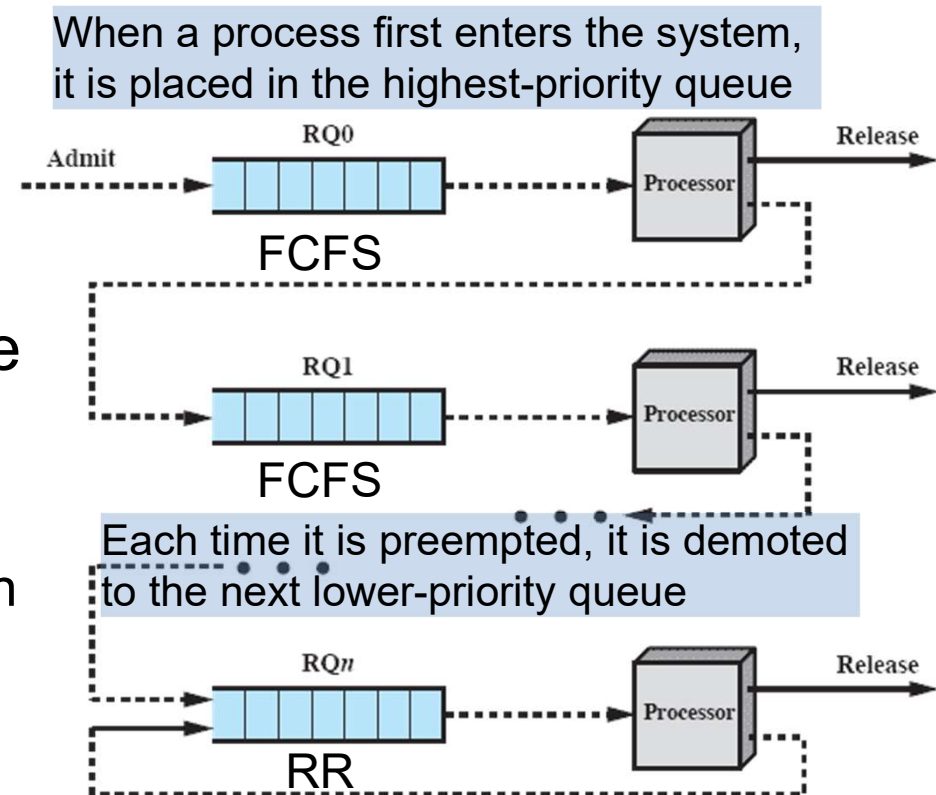 When a process first enters the system,
it is placed in the highest-priority queue
RQ0
Release
Admit
Processor
FCFS
e
RQ1
Release
Processor
FCFS
Each time it is preempted, it is demoted
n
to the next lower-priority queue
RQn
Release
Processor
RR